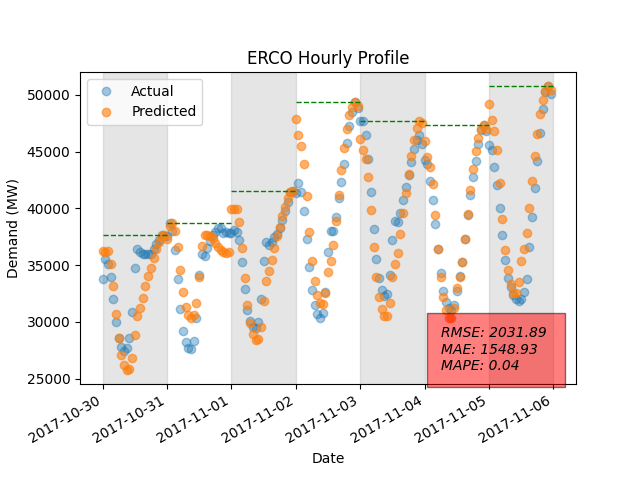 ERCO Hourly Profile
Actual
Predicted
50000
45000
40000
35000
30000
25000
Demand (MW)
RMSE: 2031.89
MAE: 1548.93
MAPE: 0.04
2017-10-30
2017-10-31
2017-11-01
2017-11-02
2017-11-03
2017-11-04
2017-11-05
2017-11-06
Date